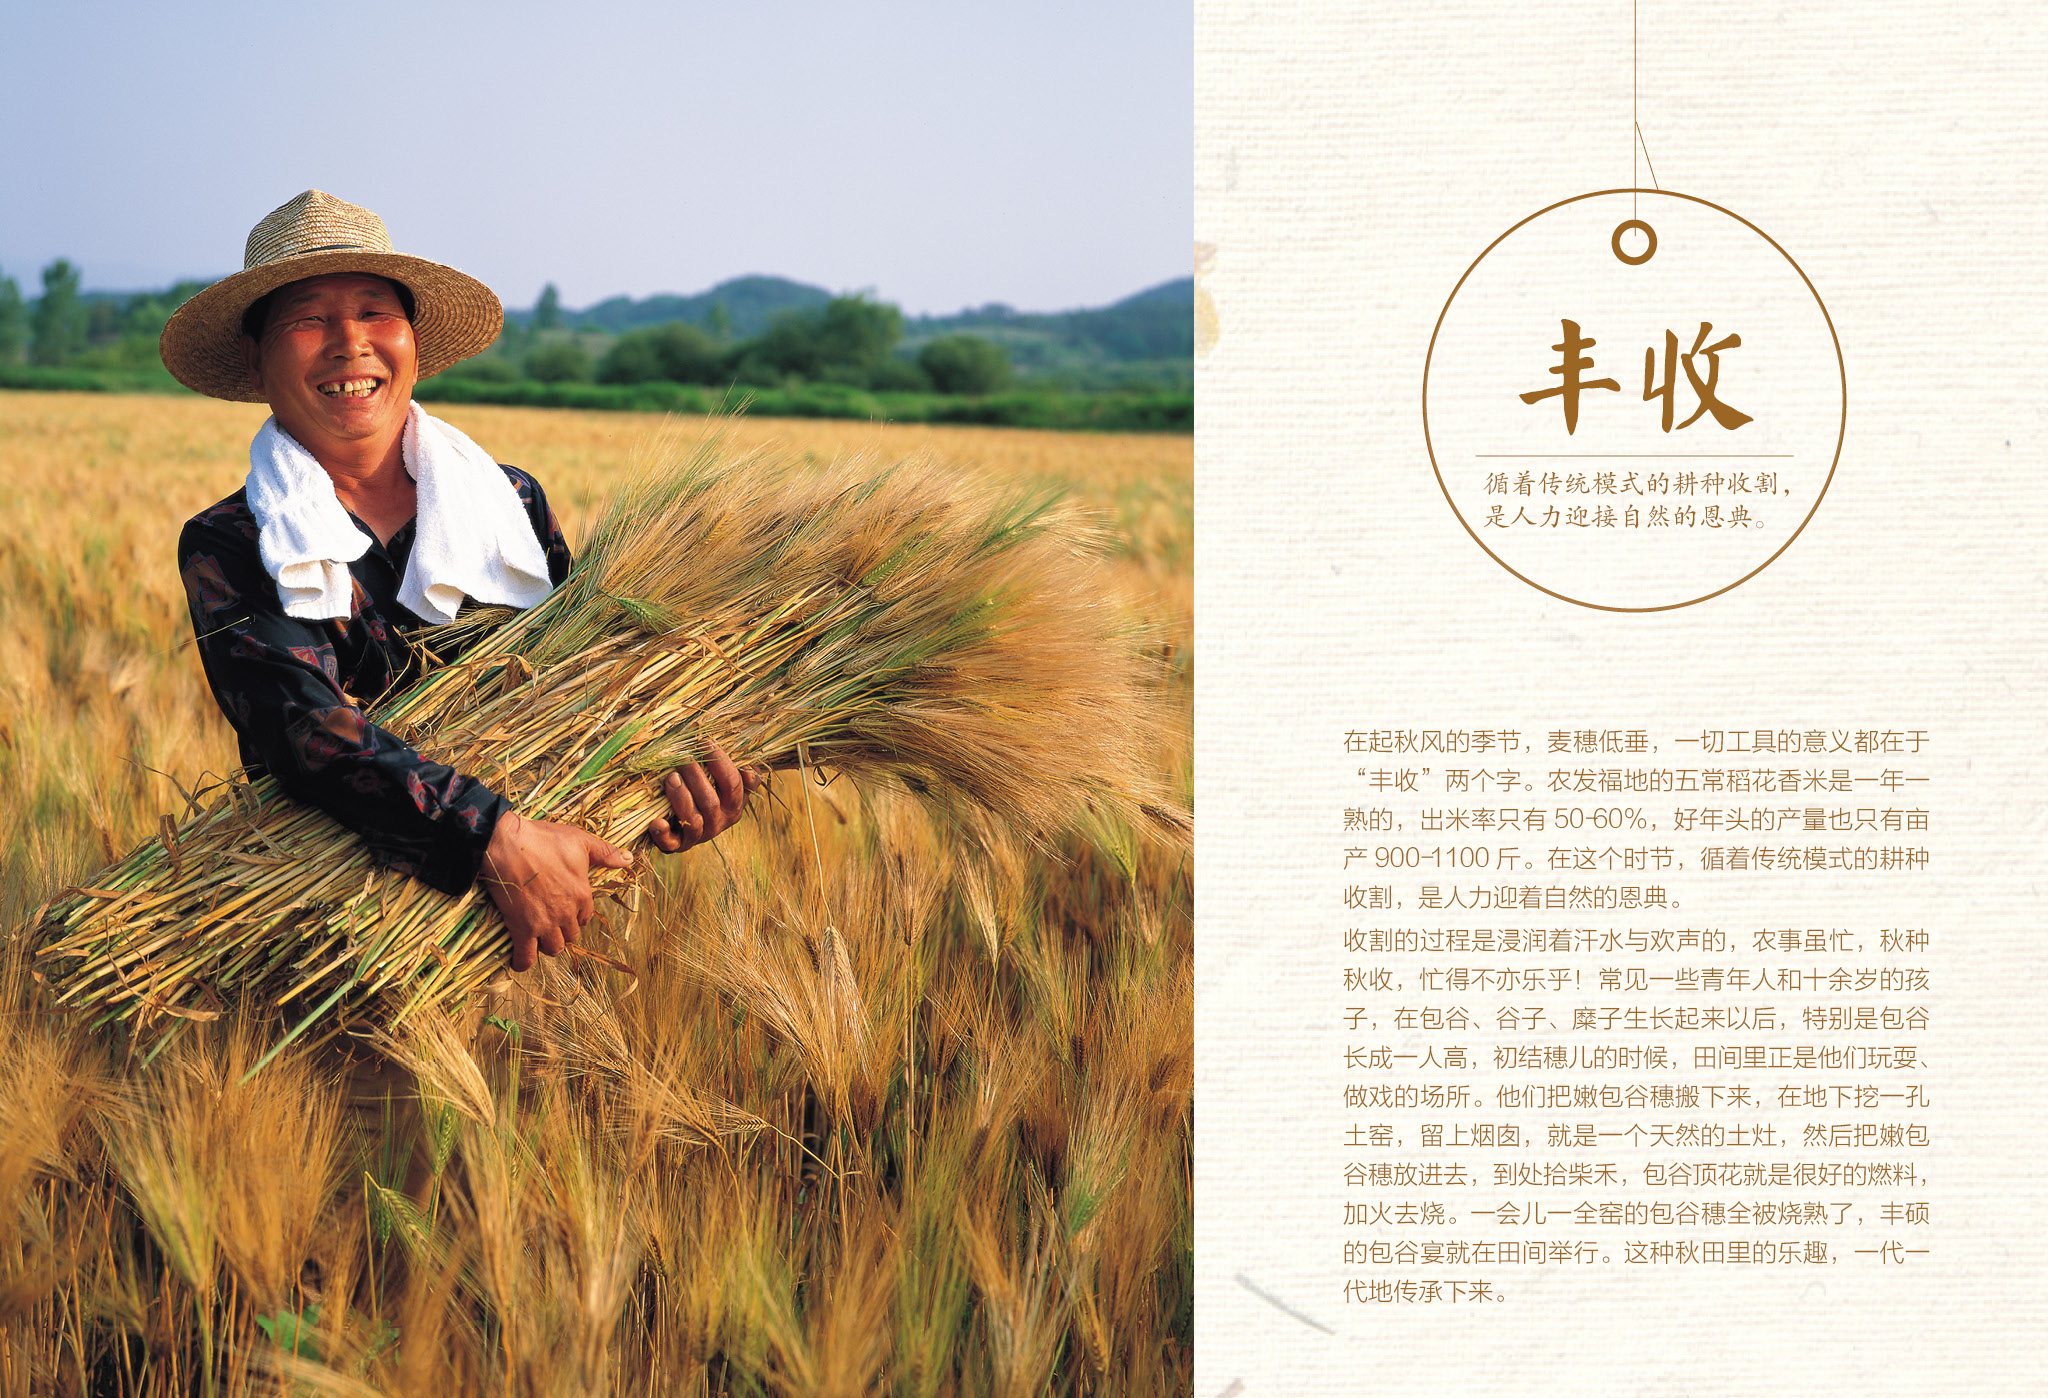 丰收
循着传统模式的耕种收割，
是人力迎接自然的恩典。
在起秋风的季节，麦穗低垂，一切工具的意义都在于
“丰收”两个字。农发福地的五常稻花香米是一年一
熟的，出米率只有 50-60%，好年头的产量也只有亩
产 900-1100 斤。在这个时节，循着传统模式的耕种
收割，是人力迎着自然的恩典。
收割的过程是浸润着汗水与欢声的，农事虽忙，秋种
秋收，忙得不亦乐乎！常见一些青年人和十余岁的孩
子，在包谷、谷子、糜子生长起来以后，特别是包谷
长成一人高，初结穗儿的时候，田间里正是他们玩耍、
做戏的场所。他们把嫩包谷穗搬下来，在地下挖一孔
土窑，留上烟囱，就是一个天然的土灶，然后把嫩包
谷穗放进去，到处拾柴禾，包谷顶花就是很好的燃料，
加火去烧。一会儿一全窑的包谷穗全被烧熟了，丰硕
的包谷宴就在田间举行。这种秋田里的乐趣，一代一
代地传承下来。